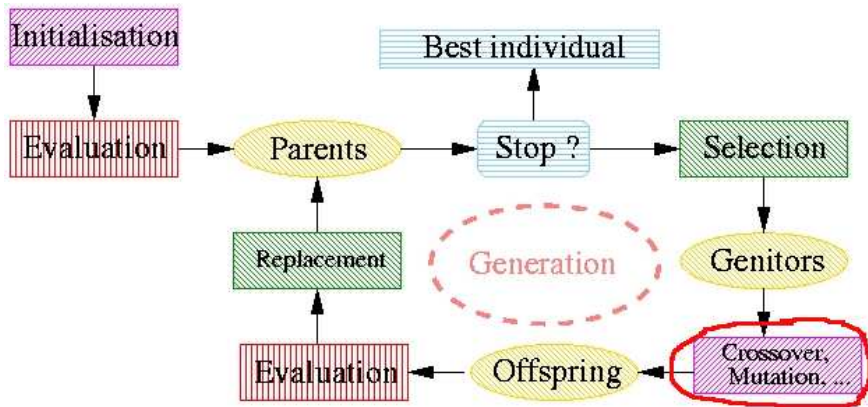 Initialisation
Best individual
Evaluation
Parents
Stop ?
Selection
Replacement
Generation
Genitors
Evaluation
Offspring
Crossover,
Mutation, ...